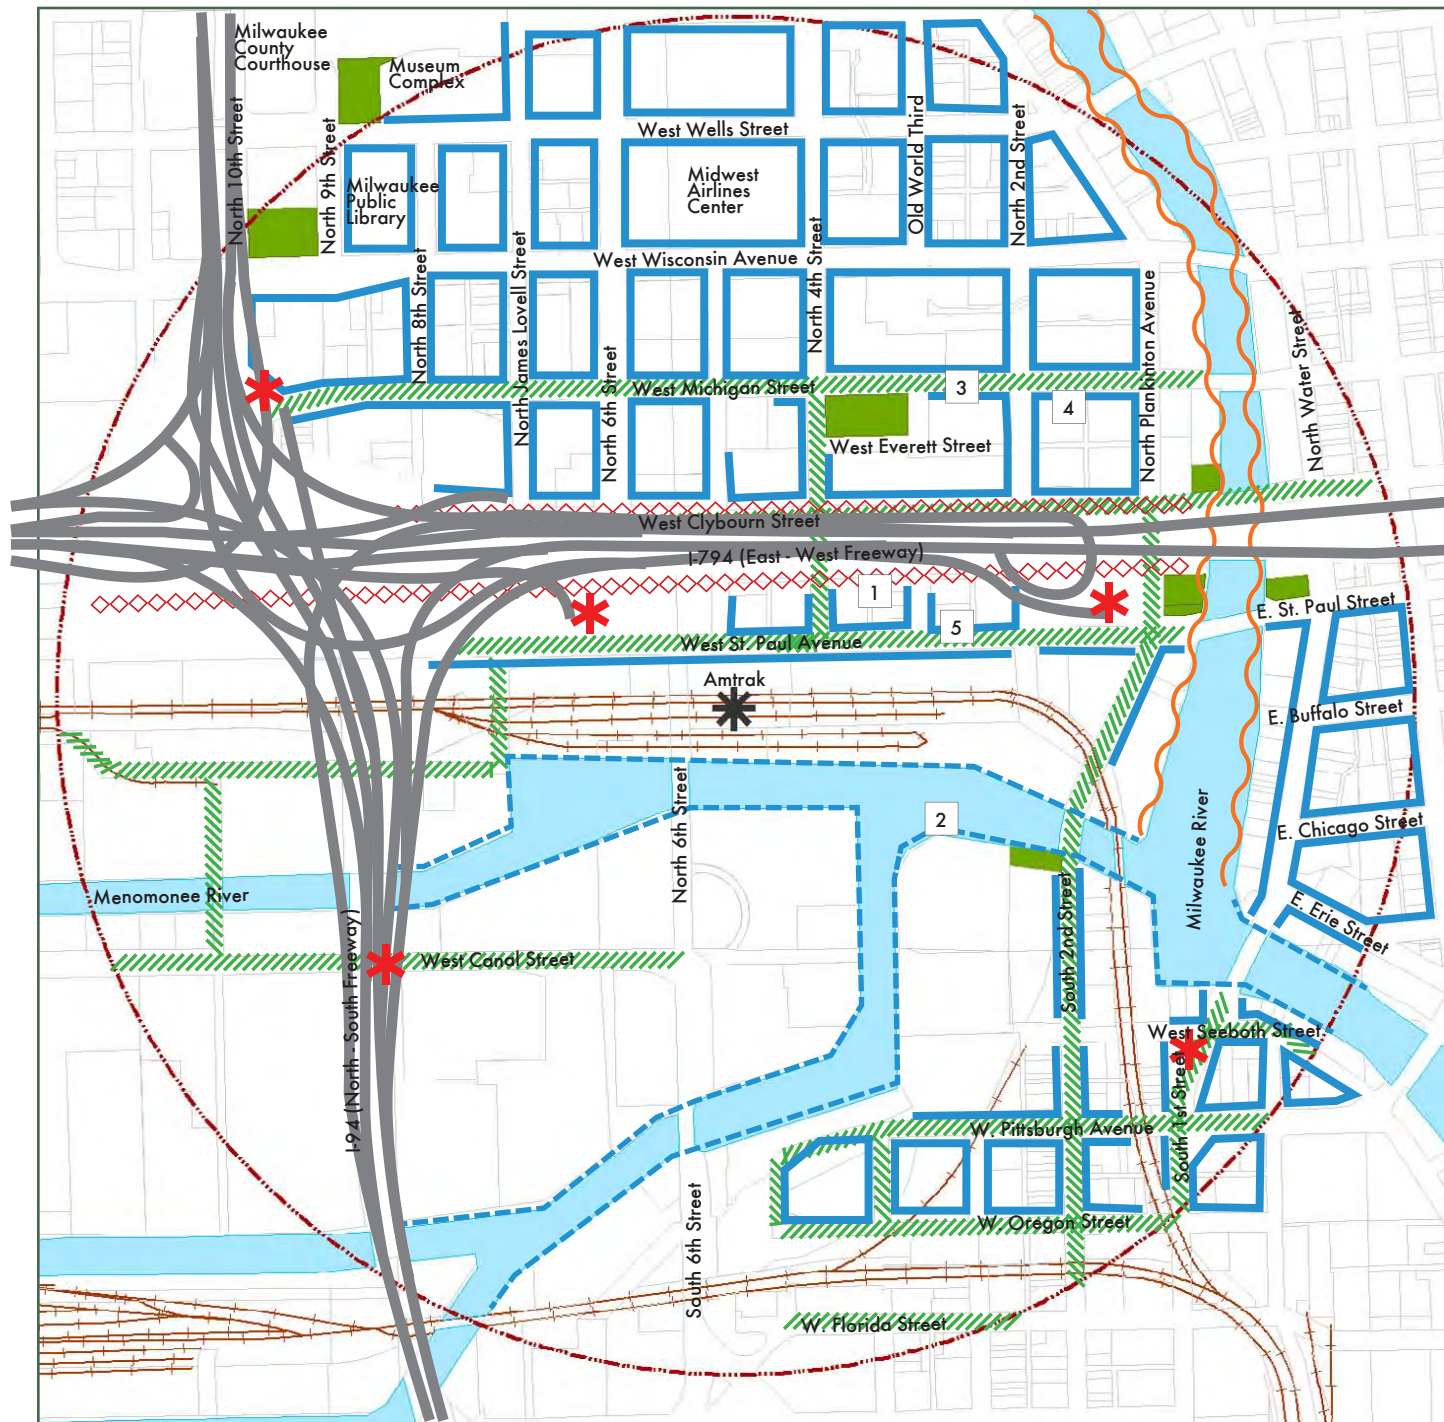 Milwaukee
County
Courthouse
Museum
Complex
North 10th Street
North 9th Street
West Wells Street
Old World Third
North 2nd Street
Milwaukee
Public
Library
Midwest
Airlines
Center
West Wisconsin Avenue
North 8th Street
North James Lovell Street
North 6th Street
North 4th Street
North Plankinton Avenue
North Water Street
West Michigan Street
3
4
West Everett Street
West Clybourn Street
I-794 (East - West Freeway)
1
5
E. St. Paul Street
West St. Paul Avenue
Amtrak
E. Buffalo Street
North 6th Street
2
E. Chicago Street
Milwaukee River
Menomonee River
South 2nd Street
E. Erie Street
I-94 (North - South Freeway)
West Canal Street
West Seeboth Street
South 1st Street
W. Pittsburgh Avenue
South 6th Street
W. Oregon Street
W. Florida Street